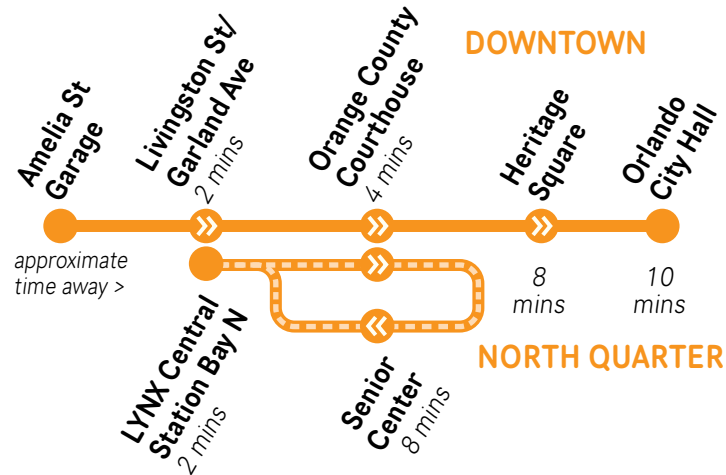 DOWNTOWN
Amelia St
Garage
Livingston St/
Garland Ave
2 mins
Orange County
Courthouse
4 mins
Heritage
Square
Orlando
City Hall
approximate
time away >
8
mins
10
mins
LYNX Central
Station Bay N
2 mins
Senior
Center
8 mins
NORTH QUARTER